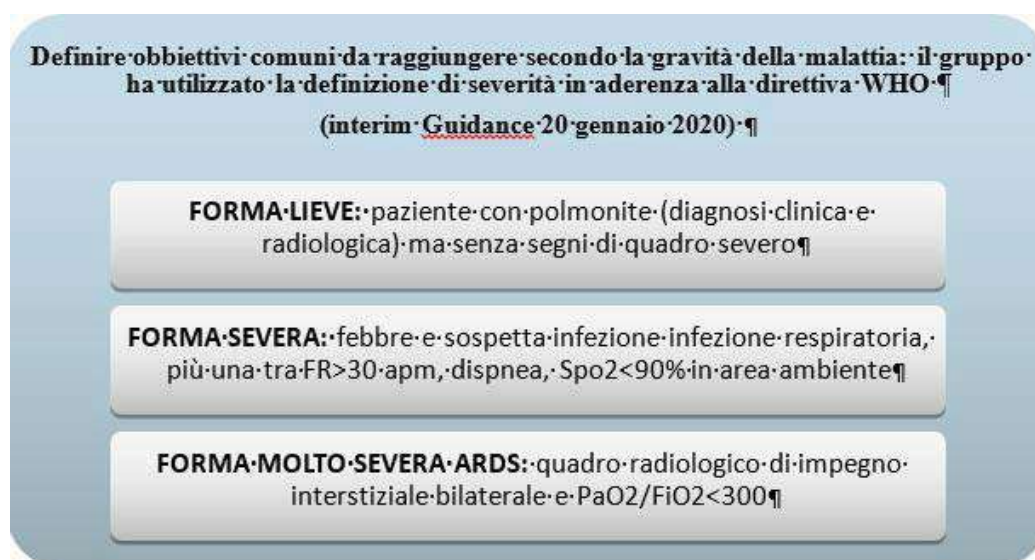 Definire·obbiettivi·comuni·da·raggiungere·secondo·la·gravità·della·malattia:·il·gruppo·
ha·utilizzato·la·definizione·di·severità·in·aderenza·alla·direttiva·WHO·¶
(interim·Guidance·20·gennaio·2020)·¶
FORMA·LIEVE:·paziente·con·polmonite·(diagnosi·clinica·e·
radiologica)·ma·senza·segni·di·quadro·severo¶
FORMA·SEVERA:·febbre·e·sospetta·infezione·infezione·respiratoria,·
più·una·tra·FR>30·apm,·dispnea,·Spo2<90%·in·area·ambiente¶
FORMA·MOLTO·SEVERA·ARDS:·quadro·radiologico·di·impegno·
interstiziale·bilaterale·e·PaO2/FiO2<300¶